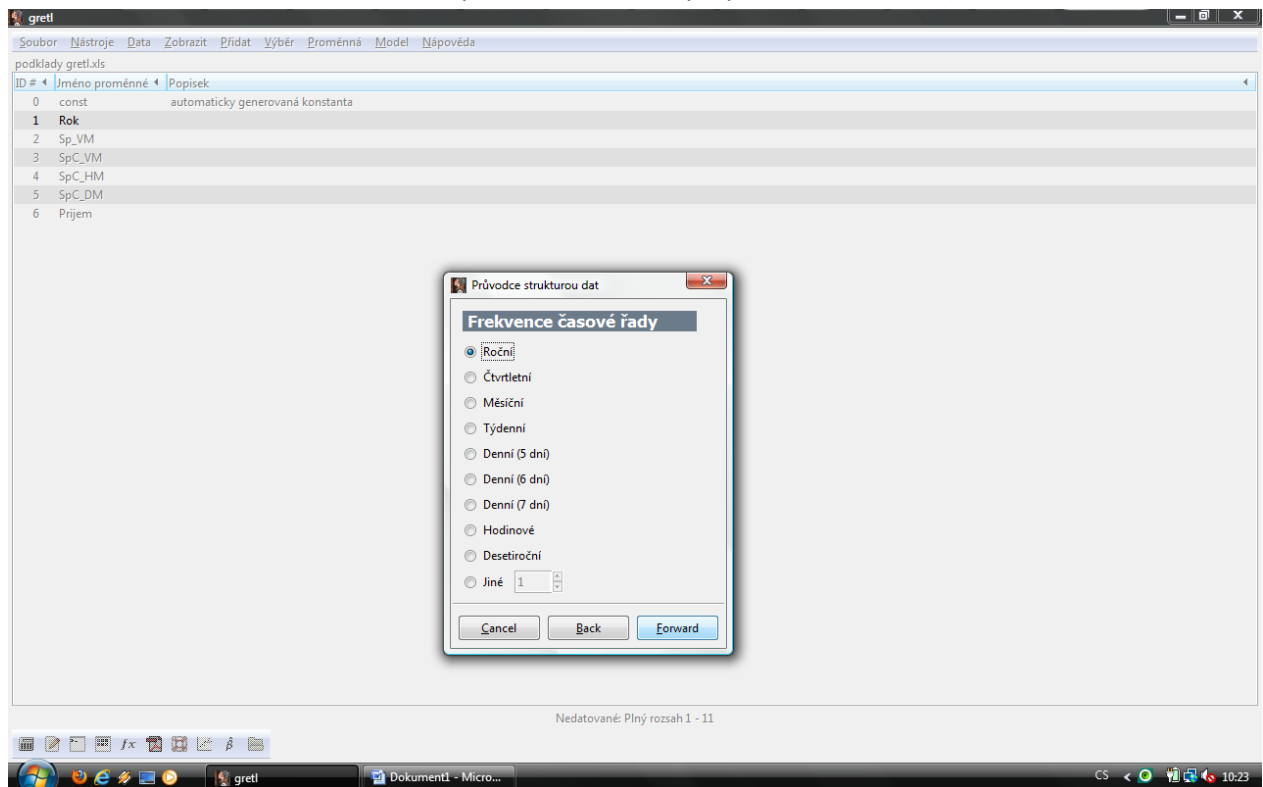 gretl
Soubor Nástroje Data Zobrazit Přidat Výběr Proměnná Model Nápověda
podklady gretl.xls
ID # Jméno proměnné Popisek
0 const automaticky generovaná konstanta
1 Rok
2 Sp_VM
3 SpC_VM
4 SpC_HM
5 SpC_DM
6 Prijem
Průvodce strukturou dat
Frekvence časové řady
Roční
Čtvrtletní
Měsíční
Týdenní
Denní (5 dní)
Denní (6 dní)
Denní (7 dní)
Hodinové
Desetiroční
Jiné 1
Cancel Back Forward
Nedatované: Plný rozsah 1 - 11
fx β̂
gretl Dokument1 - Micro... CS 10:23